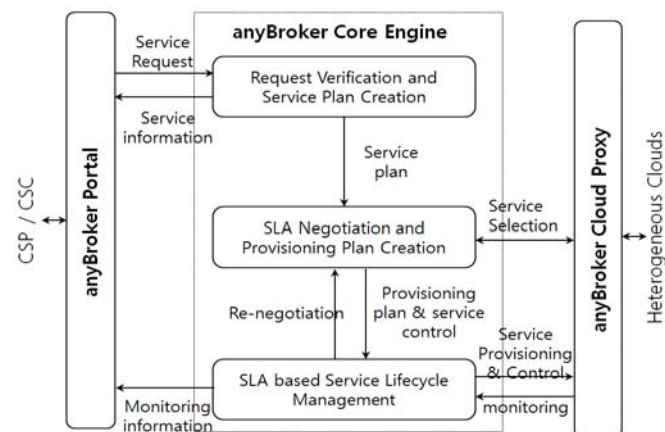 anyBroker Core Engine
Service
Request
Request Verification and
Service Plan Creation
Service
information
Service
plan
CSP / CSC
anyBroker Portal
SLA Negotiation and
Provisioning Plan Creation
Service
Selection
anyBroker Cloud Proxy
Heterogeneous Clouds
Re-negotiation
Provisioning
plan & service
control
Service
Provisioning
& Control
SLA based Service Lifecycle
Management
Monitoring
information
monitoring